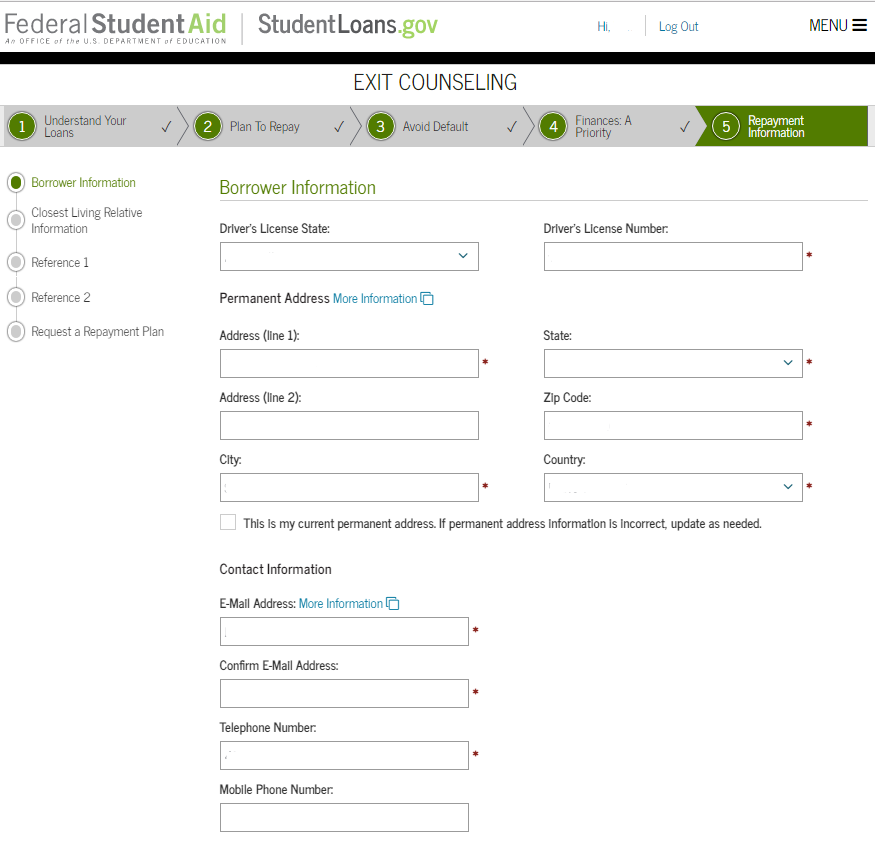 Federal Student Aid
An OFFICE of the U.S. DEPARTMENT of EDUCATION
StudentLoans.gov
Hi,
Log Out
MENU
EXIT COUNSELING
1 Understand Your
Loans
2 Plan To Repay
3 Avoid Default
4 Finances: A
Priority
5 Repayment
Information
Borrower Information
Closest Living Relative
Information
Reference 1
Reference 2
Request a Repayment Plan
Borrower Information
Driver's License State:
Driver's License Number:
*
Permanent Address More Information
Address (line 1):
*
State:
*
Address (line 2):
Zip Code:
*
City:
*
Country:
*
This is my current permanent address. If permanent address information is incorrect, update as needed.
Contact Information
E-Mail Address: More Information
*
Confirm E-Mail Address:
*
Telephone Number:
*
Mobile Phone Number: